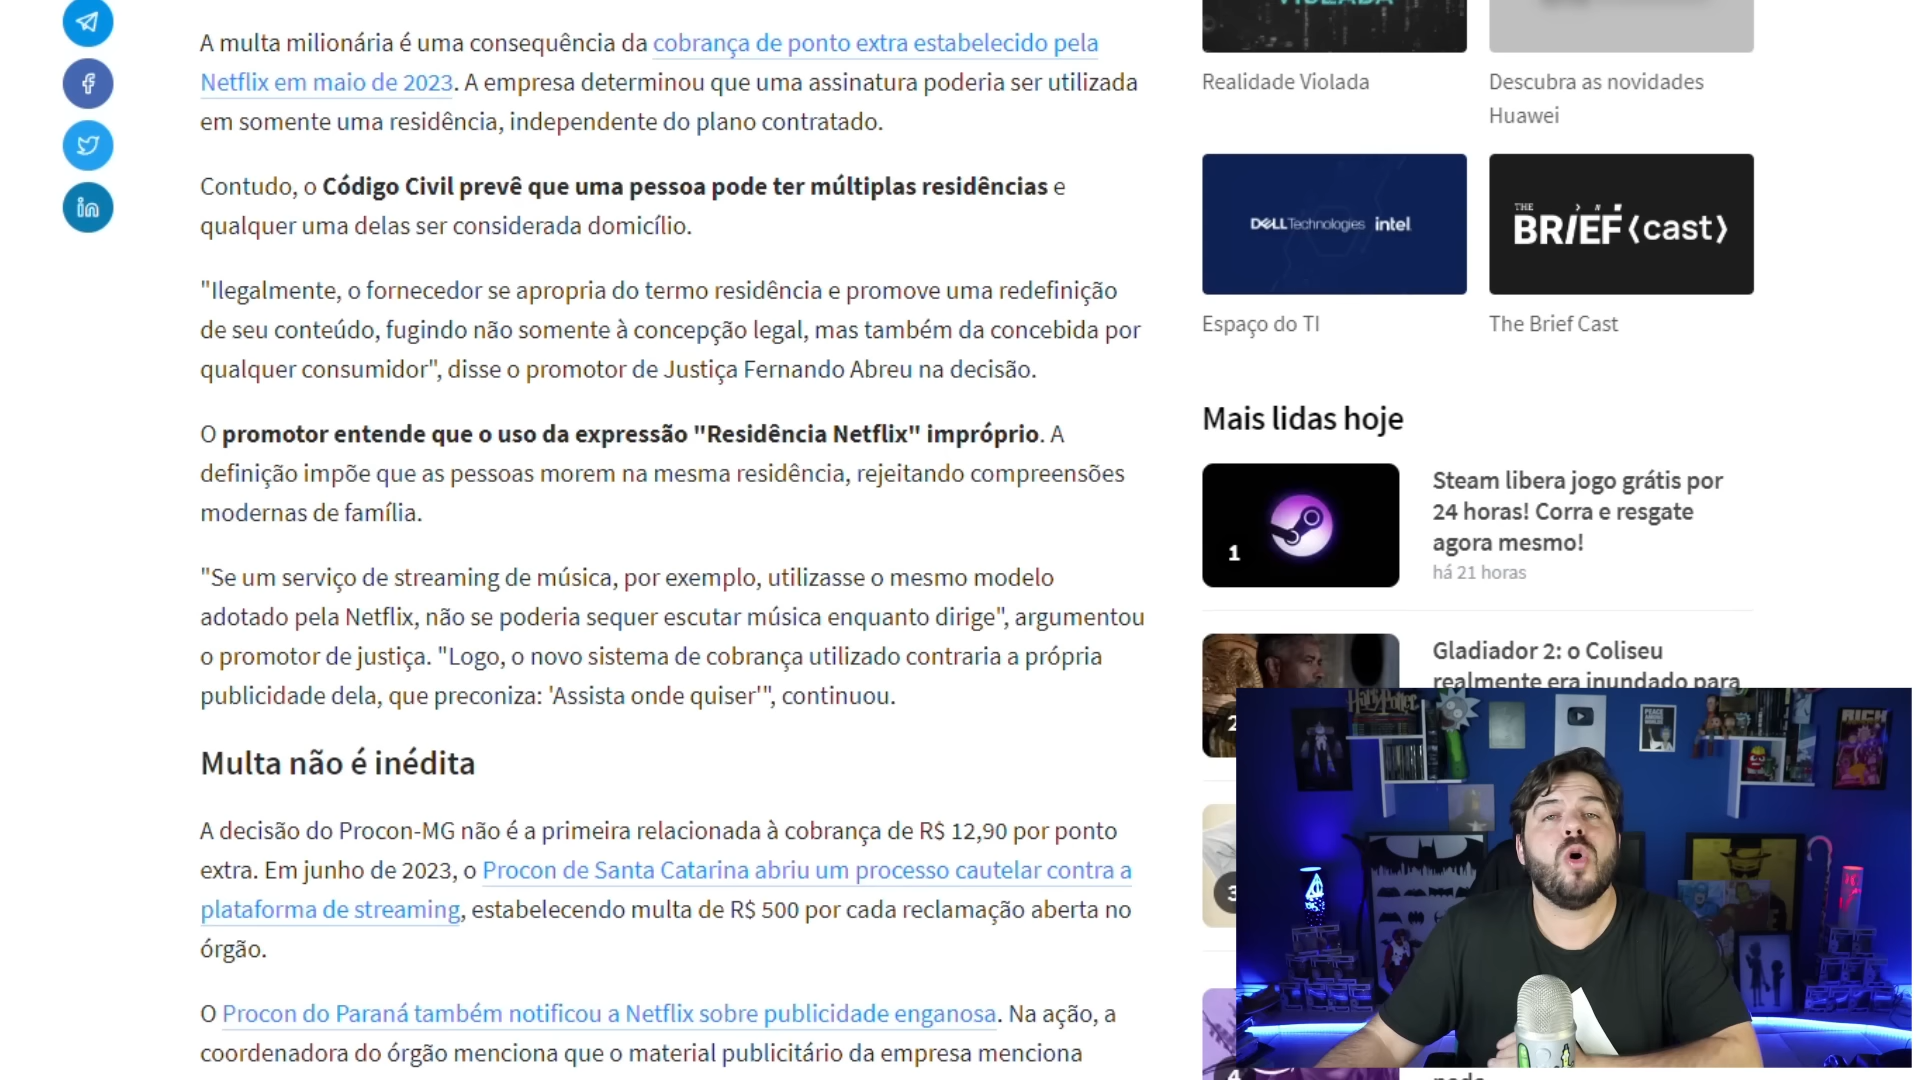 A multa milionária é uma consequência da cobrança de ponto extra estabelecido pela
Netflix em maio de 2023. A empresa determinou que uma assinatura poderia ser utilizada
em somente uma residência, independente do plano contratado.
Contudo, o Código Civil prevê que uma pessoa pode ter múltiplas residências e
qualquer uma delas ser considerada domicílio.
"Ilegalmente, o fornecedor se apropria do termo residência e promove uma redefinição
de seu conteúdo, fugindo não somente à concepção legal, mas também da concebida por
qualquer consumidor", disse o promotor de Justiça Fernando Abreu na decisão.
O promotor entende que o uso da expressão "Residência Netflix" impróprio. A
definição impõe que as pessoas morem na mesma residência, rejeitando compreensões
modernas de família.
"Se um serviço de streaming de música, por exemplo, utilizasse o mesmo modelo
adotado pela Netflix, não se poderia sequer escutar música enquanto dirige", argumentou
o promotor de justiça. "Logo, o novo sistema de cobrança utilizado contraria a própria
publicidade dela, que preconiza: 'Assista onde quiser'", continuou.
Multa não é inédita
A decisão do Procon-MG não é a primeira relacionada à cobrança de R$ 12,90 por ponto
extra. Em junho de 2023, o Procon de Santa Catarina abriu um processo cautelar contra a
plataforma de streaming, estabelecendo multa de R$ 500 por cada reclamação aberta no
órgão.
O Procon do Paraná também notificou a Netflix sobre publicidade enganosa. Na ação, a
coordenadora do órgão menciona que o material publicitário da empresa menciona
VIOLADA
Realidade Violada
Descubra as novidades
Huawei
DELL Technologies intel
THE
BRIEF ⟨cast⟩
Espaço do TI
The Brief Cast
Mais lidas hoje
1
Steam libera jogo grátis por
24 horas! Corra e resgate
agora mesmo!
há 21 horas
2
Gladiador 2: o Coliseu
realmente era inundado para
3
4
Harry Potter
RICK